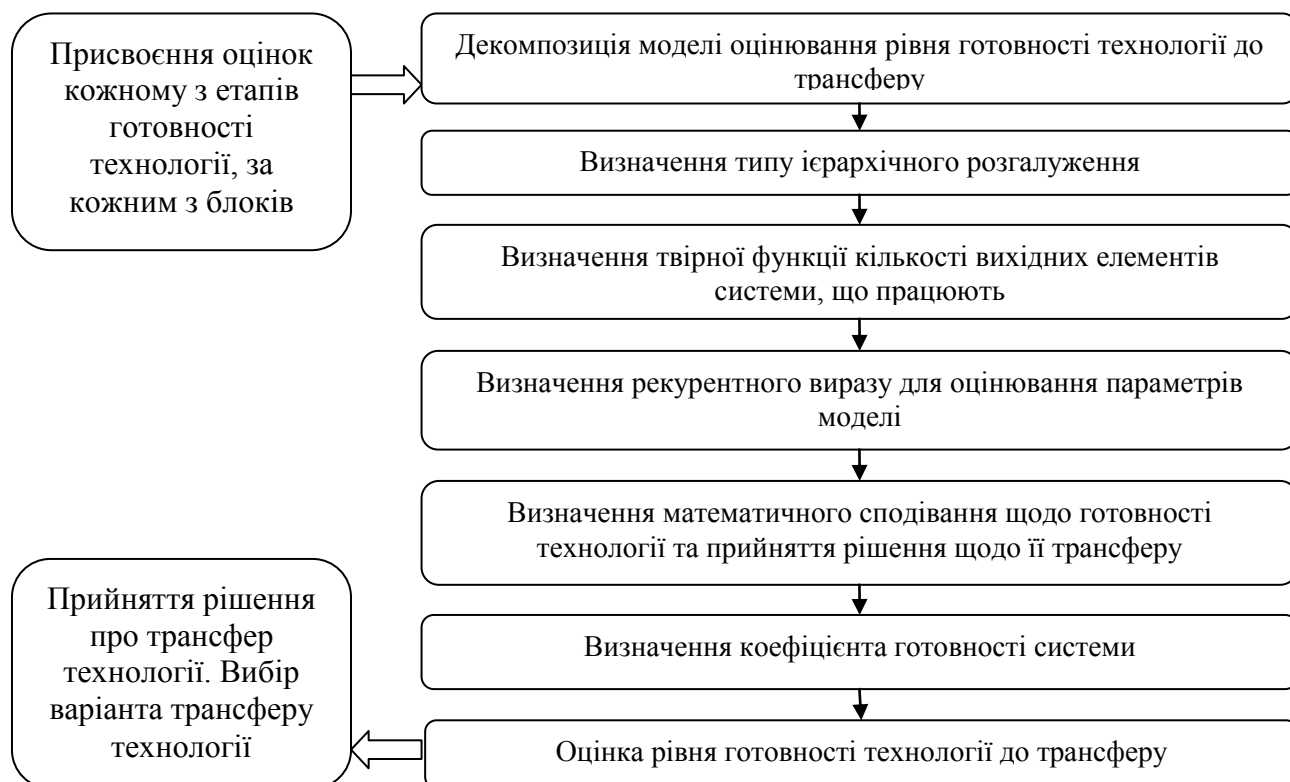 Присвоєння оцінок
кожному з етапів
готовності
технології, за
кожним з блоків
Декомпозиція моделі оцінювання рівня готовності технології до
трансферу
Визначення типу ієрархічного розгалуження
Визначення твірної функції кількості вихідних елементів
системи, що працюють
Визначення рекурентного виразу для оцінювання параметрів
моделі
Визначення математичного сподівання щодо готовності
технології та прийняття рішення щодо її трансферу
Визначення коефіцієнта готовності системи
Оцінка рівня готовності технології до трансферу
Прийняття рішення
про трансфер
технології. Вибір
варіанта трансферу
технології